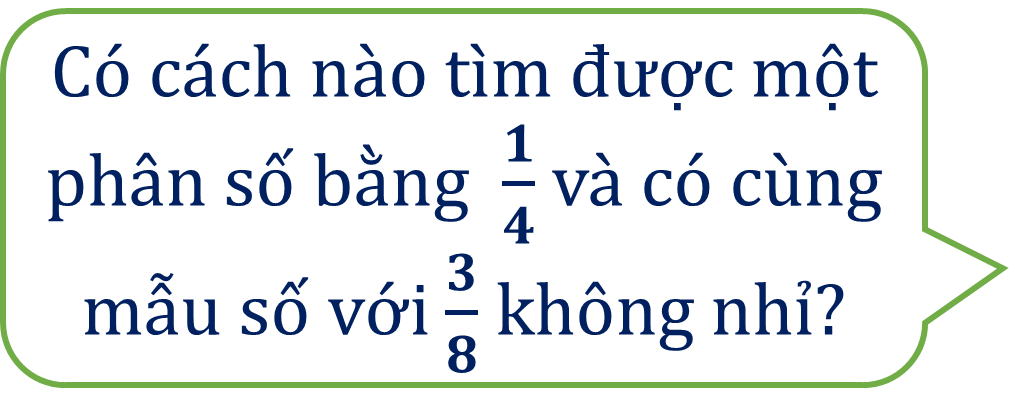 Có cách nào tìm được một
phân số bằng 1/4 và có cùng
mẫu số với 3/8 không nhỉ?